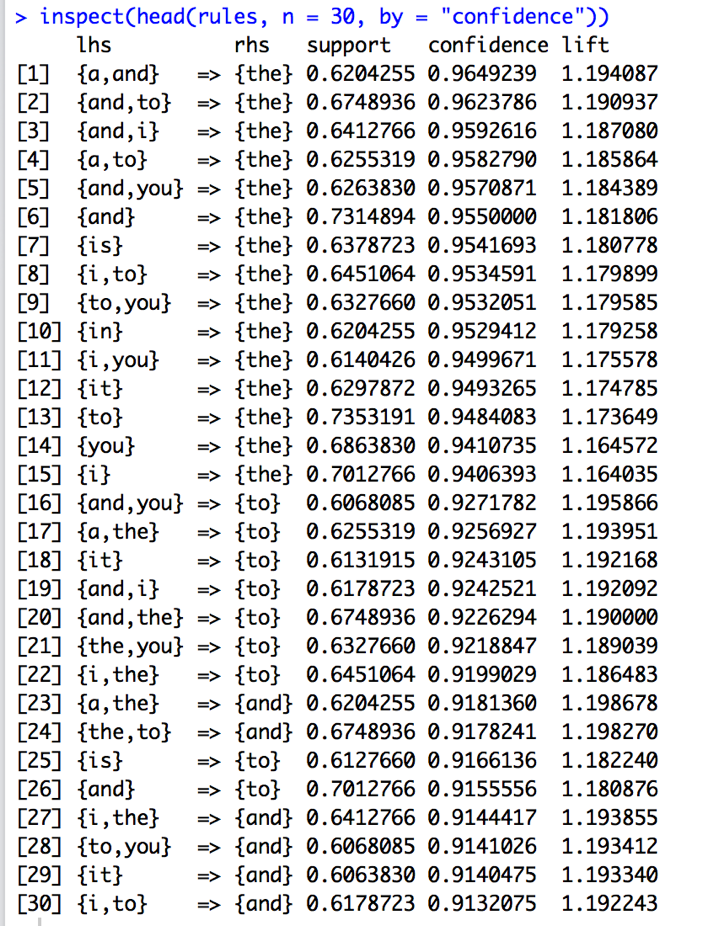 > inspect(head(rules, n = 30, by = "confidence"))
lhs rhs support confidence lift
[1] {a,and} => {the} 0.6204255 0.9649239 1.194087
[2] {and,to} => {the} 0.6748936 0.9623786 1.190937
[3] {and,i} => {the} 0.6412766 0.9592616 1.187080
[4] {a,to} => {the} 0.6255319 0.9582790 1.185864
[5] {and,you} => {the} 0.6263830 0.9570871 1.184389
[6] {and} => {the} 0.7314894 0.9550000 1.181806
[7] {is} => {the} 0.6378723 0.9541693 1.180778
[8] {i,to} => {the} 0.6451064 0.9534591 1.179899
[9] {to,you} => {the} 0.6327660 0.9532051 1.179585
[10] {in} => {the} 0.6204255 0.9529412 1.179258
[11] {i,you} => {the} 0.6140426 0.9499671 1.175578
[12] {it} => {the} 0.6297872 0.9493265 1.174785
[13] {to} => {the} 0.7353191 0.9484083 1.173649
[14] {you} => {the} 0.6863830 0.9410735 1.164572
[15] {i} => {the} 0.7012766 0.9406393 1.164035
[16] {and,you} => {to} 0.6068085 0.9271782 1.195866
[17] {a,the} => {to} 0.6255319 0.9256927 1.193951
[18] {it} => {to} 0.6131915 0.9243105 1.192168
[19] {and,i} => {to} 0.6178723 0.9242521 1.192092
[20] {and,the} => {to} 0.6748936 0.9226294 1.190000
[21] {the,you} => {to} 0.6327660 0.9218847 1.189039
[22] {i,the} => {to} 0.6451064 0.9199029 1.186483
[23] {a,the} => {and} 0.6204255 0.9181360 1.198678
[24] {the,to} => {and} 0.6748936 0.9178241 1.198270
[25] {is} => {to} 0.6127660 0.9166136 1.182240
[26] {and} => {to} 0.7012766 0.9155556 1.180876
[27] {i,the} => {and} 0.6412766 0.9144417 1.193855
[28] {to,you} => {and} 0.6068085 0.9141026 1.193412
[29] {it} => {and} 0.6063830 0.9140475 1.193340
[30] {i,to} => {and} 0.6178723 0.9132075 1.192243